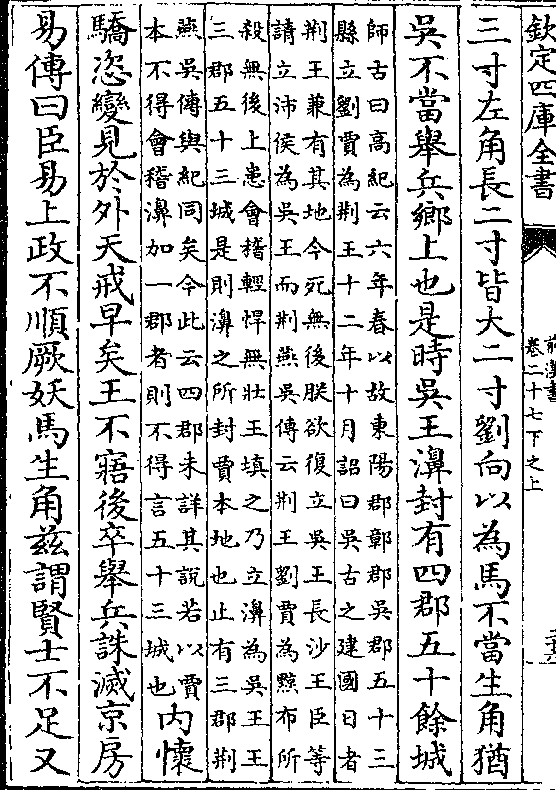 欽定四庫全書
前漢書
卷二十七下之上
三寸左角長二寸皆大二寸劉向以為馬不當生角猶
吳不當舉兵鄉上也是時吳王濞封有四郡五十餘城
師古曰高紀云六年春以故東陽郡鄣郡吳郡五十三
縣立劉賈為荆王十二年十月詔曰吳古之建國日者
荆王兼有其地今死無後朕欲復立吳王長沙王臣等
請立沛侯為吳王而荆燕吳傳云荆王劉賈為黥布所
殺無後上患會稽輕悍無壯王填之乃立濞為吳王王
三郡五十三城是則濞之所封賈本地也止有三郡荆
燕吳傳與紀同矣今此云四郡未詳其說若以賈
本不得會稽濞加一郡者則不得言五十三城也
內懷
驕恣變見於外天戒早矣王不寤後卒舉兵誅滅京房
易傳曰臣易上政不順厥妖馬生角茲謂賢士不足又